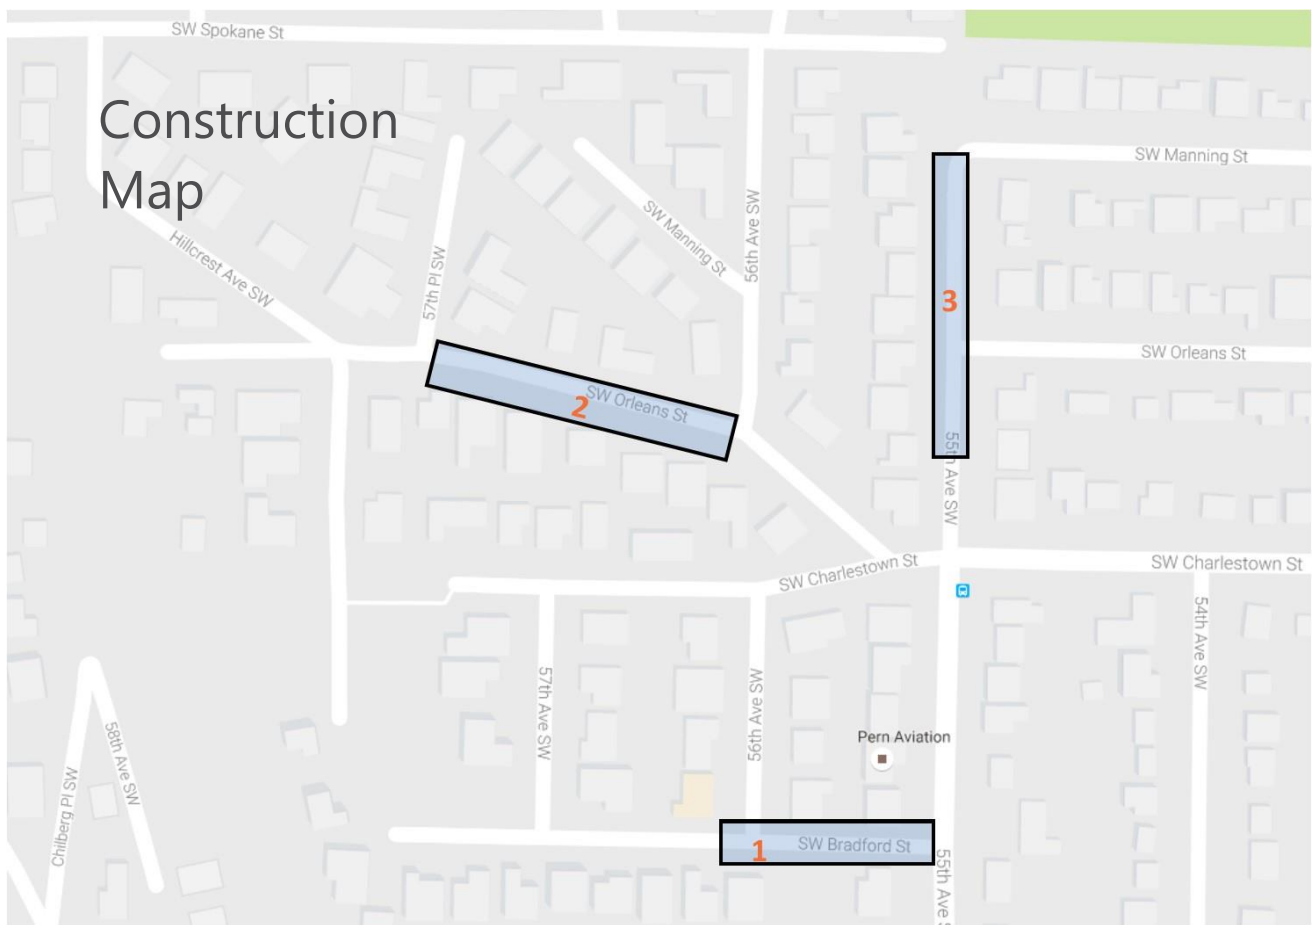 SW Spokane St
Construction
Map
SW Manning St
SW Manning St
56th Ave SW
Hillcrest Ave SW
57th Pl SW
3
SW Orleans St
SW Orleans St
2
55th Ave SW
SW Charlestown St
SW Charlestown St
54th Ave SW
57th Ave SW
56th Ave SW
58th Ave SW
Pern Aviation
Chilberg Pl SW
SW Bradford St
1
55th Ave S